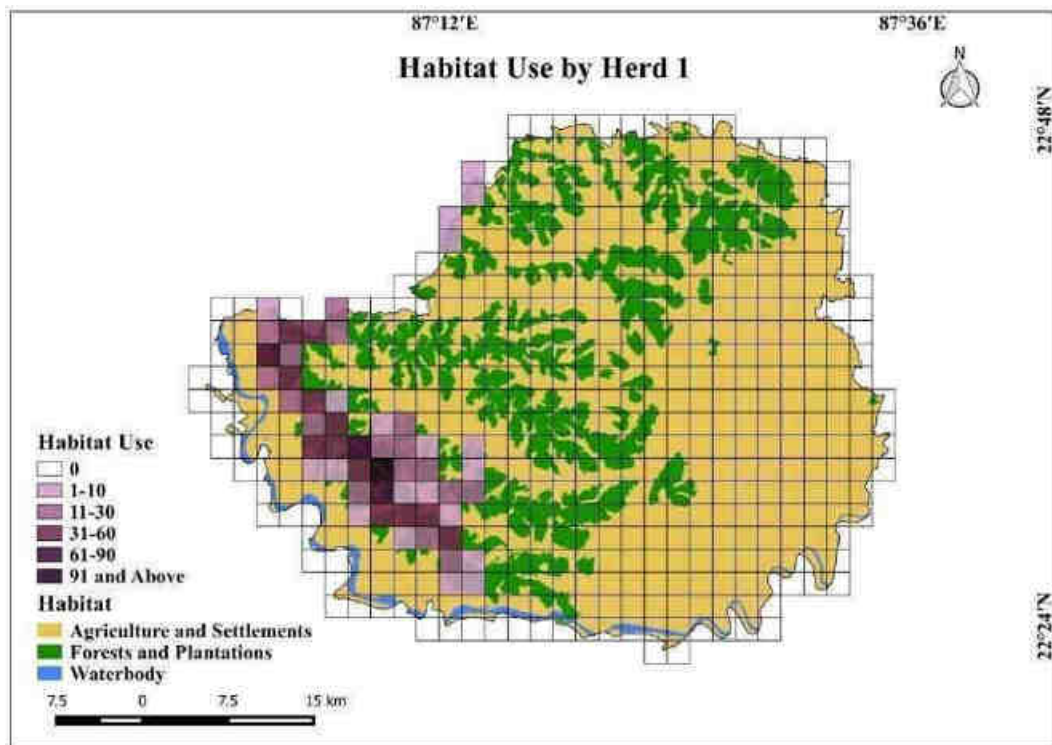 87°12′E
87°36′E
Habitat Use by Herd 1
N
22°48′N
Habitat Use
0
1-10
11-30
31-60
61-90
91 and Above
Habitat
Agriculture and Settlements
Forests and Plantations
Waterbody
22°24′N
7.5 0 7.5 15 km